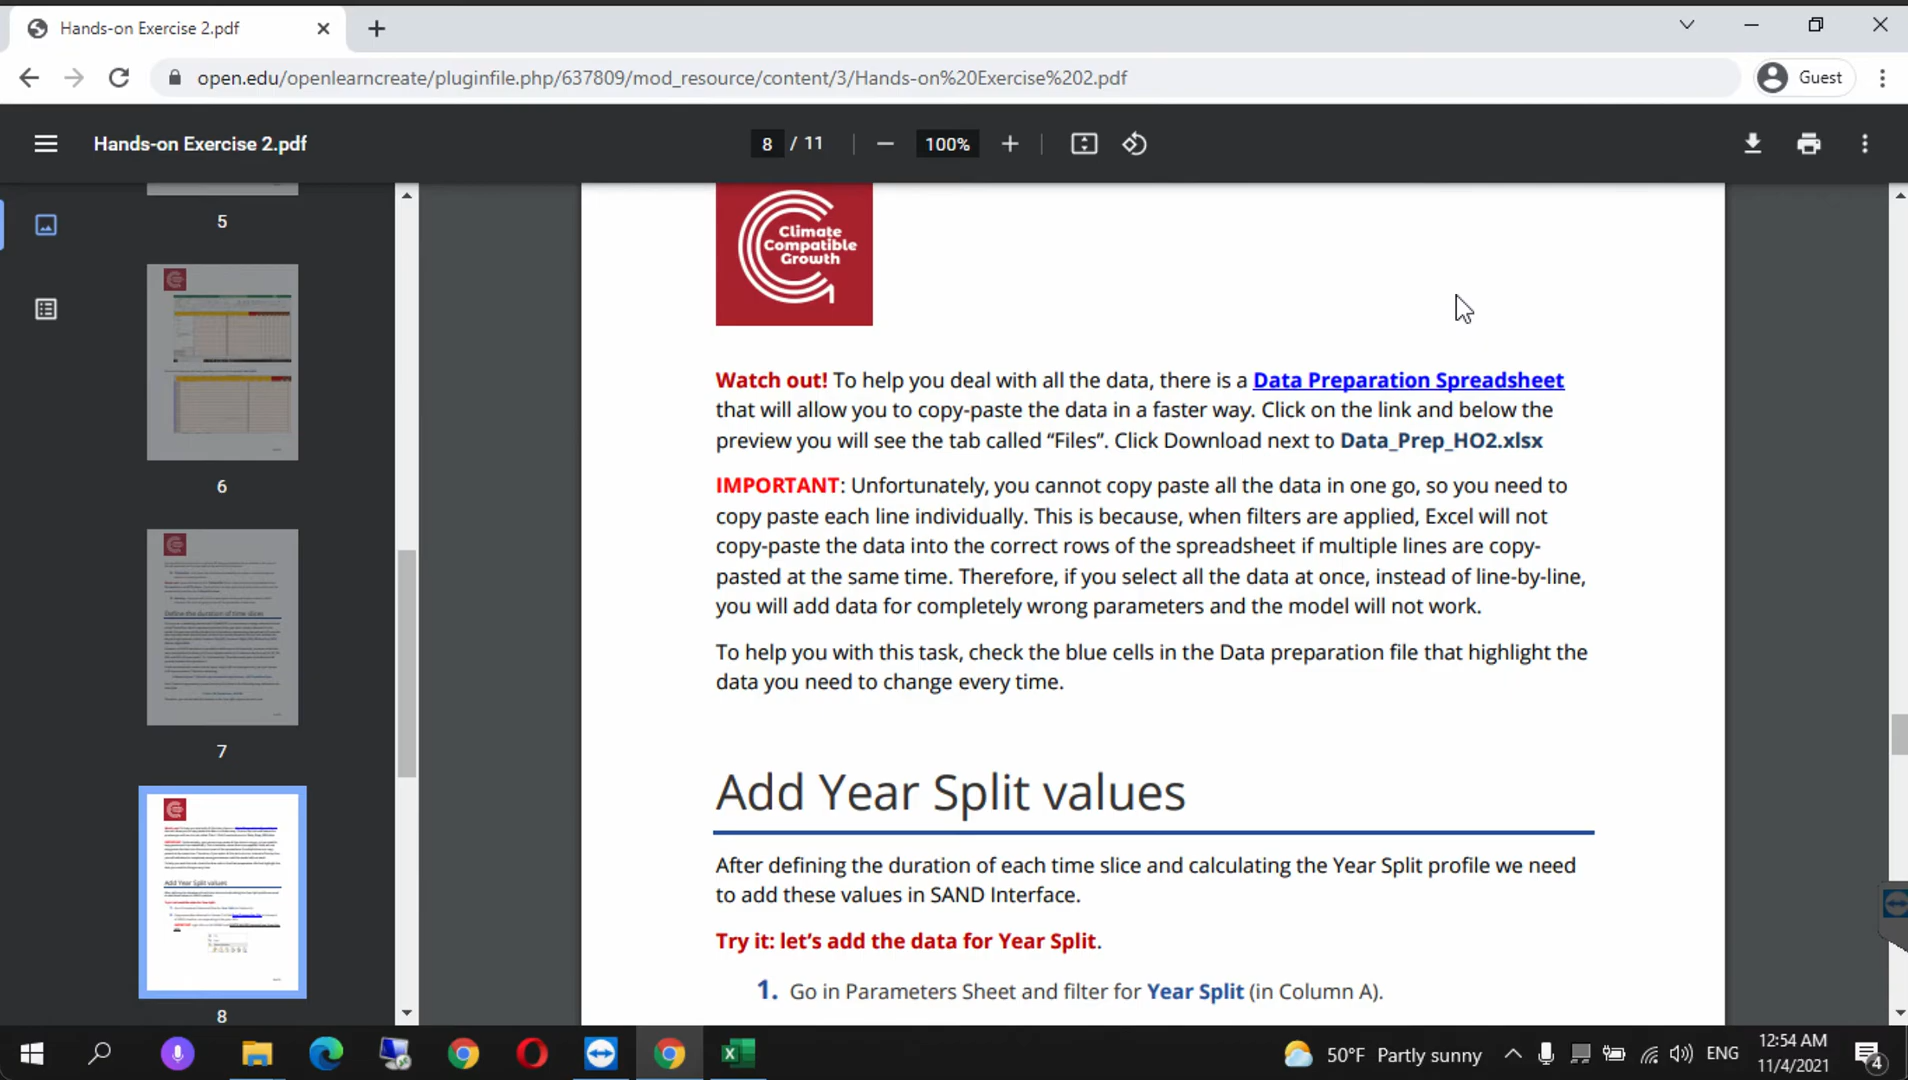 Hands-on Exercise 2.pdf
open.edu/openlearncreate/pluginfile.php/637809/mod_resource/content/3/Hands-on%20Exercise%202.pdf
Guest
Hands-on Exercise 2.pdf
8 / 11
100%
5
6
7
8
Climate
Compatible
Growth
Watch out! To help you deal with all the data, there is a Data Preparation Spreadsheet
that will allow you to copy-paste the data in a faster way. Click on the link and below the
preview you will see the tab called “Files”. Click Download next to Data_Prep_HO2.xlsx
IMPORTANT: Unfortunately, you cannot copy paste all the data in one go, so you need to
copy paste each line individually. This is because, when filters are applied, Excel will not
copy-paste the data into the correct rows of the spreadsheet if multiple lines are copy-
pasted at the same time. Therefore, if you select all the data at once, instead of line-by-line,
you will add data for completely wrong parameters and the model will not work.
To help you with this task, check the blue cells in the Data preparation file that highlight the
data you need to change every time.
Add Year Split values
After defining the duration of each time slice and calculating the Year Split profile we need
to add these values in SAND Interface.
Try it: let’s add the data for Year Split.
1. Go in Parameters Sheet and filter for Year Split (in Column A).
Define the duration of time slices
Add Year Split values
50°F Partly sunny
ENG
12:54 AM
11/4/2021
4